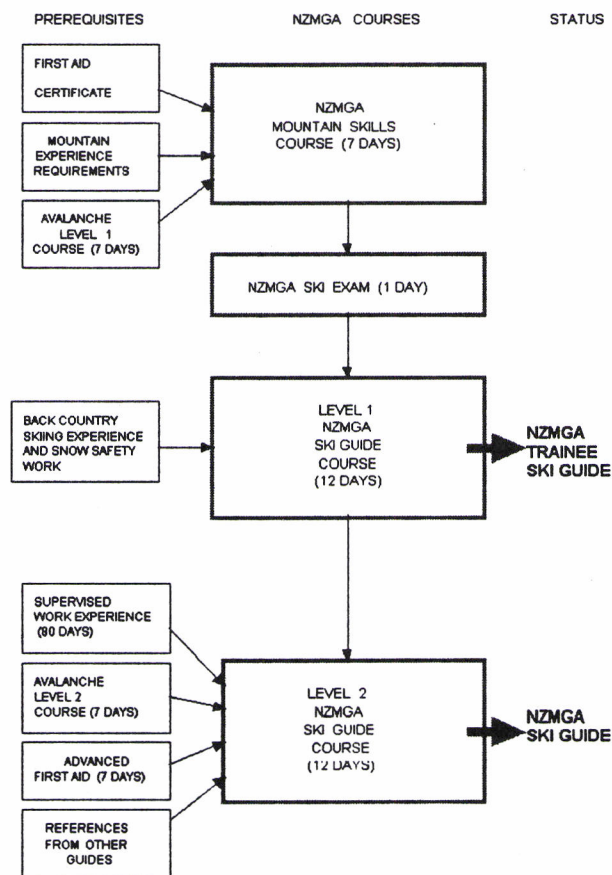 PREREQUISITES
NZMGA COURSES
STATUS
FIRST AID
CERTIFICATE
MOUNTAIN
EXPERIENCE
REQUIREMENTS
AVALANCHE
LEVEL 1
COURSE (7 DAYS)
NZMGA
MOUNTAIN SKILLS
COURSE (7 DAYS)
NZMGA SKI EXAM (1 DAY)
BACK COUNTRY
SKIING EXPERIENCE
AND SNOW SAFETY
WORK
LEVEL 1
NZMGA
SKI GUIDE
COURSE
(12 DAYS)
NZMGA
TRAINEE
SKI GUIDE
SUPERVISED
WORK EXPERIENCE
(80 DAYS)
AVALANCHE
LEVEL 2
COURSE (7 DAYS)
ADVANCED
FIRST AID (7 DAYS)
REFERENCES
FROM OTHER
GUIDES
LEVEL 2
NZMGA
SKI GUIDE
COURSE
(12 DAYS)
NZMGA
SKI GUIDE